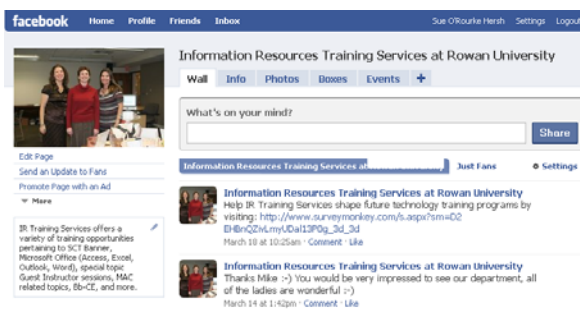 facebook Home Profile Friends Inbox Sue O'Rourke Hersh Settings Logout
Information Resources Training Services at Rowan University
Wall Info Photos Boxes Events +
What's on your mind?
Share
Edit Page
Send an Update to Fans
Promote Page with an Ad
More
IR Training Services offers a
variety of training opportunities
pertaining to SCT Banner,
Microsoft Office (Access, Excel,
Outlook, Word), special topic
Guest Instructor sessions, MAC
related topics, Bb-CE, and more.
Information Resources Training Services at Just Fans Settings
Information Resources Training Services at Rowan University
Help IR Training Services shape future technology training programs by
visiting: http://www.surveymonkey.com/s.aspx?sm=D2
March 18 at 10:25am · Comment · Like
Information Resources Training Services at Rowan University
Thanks Mike :-) You would be very impressed to see our department, all
of the ladies are wonderful :-)
March 14 at 1:42pm · Comment · Like